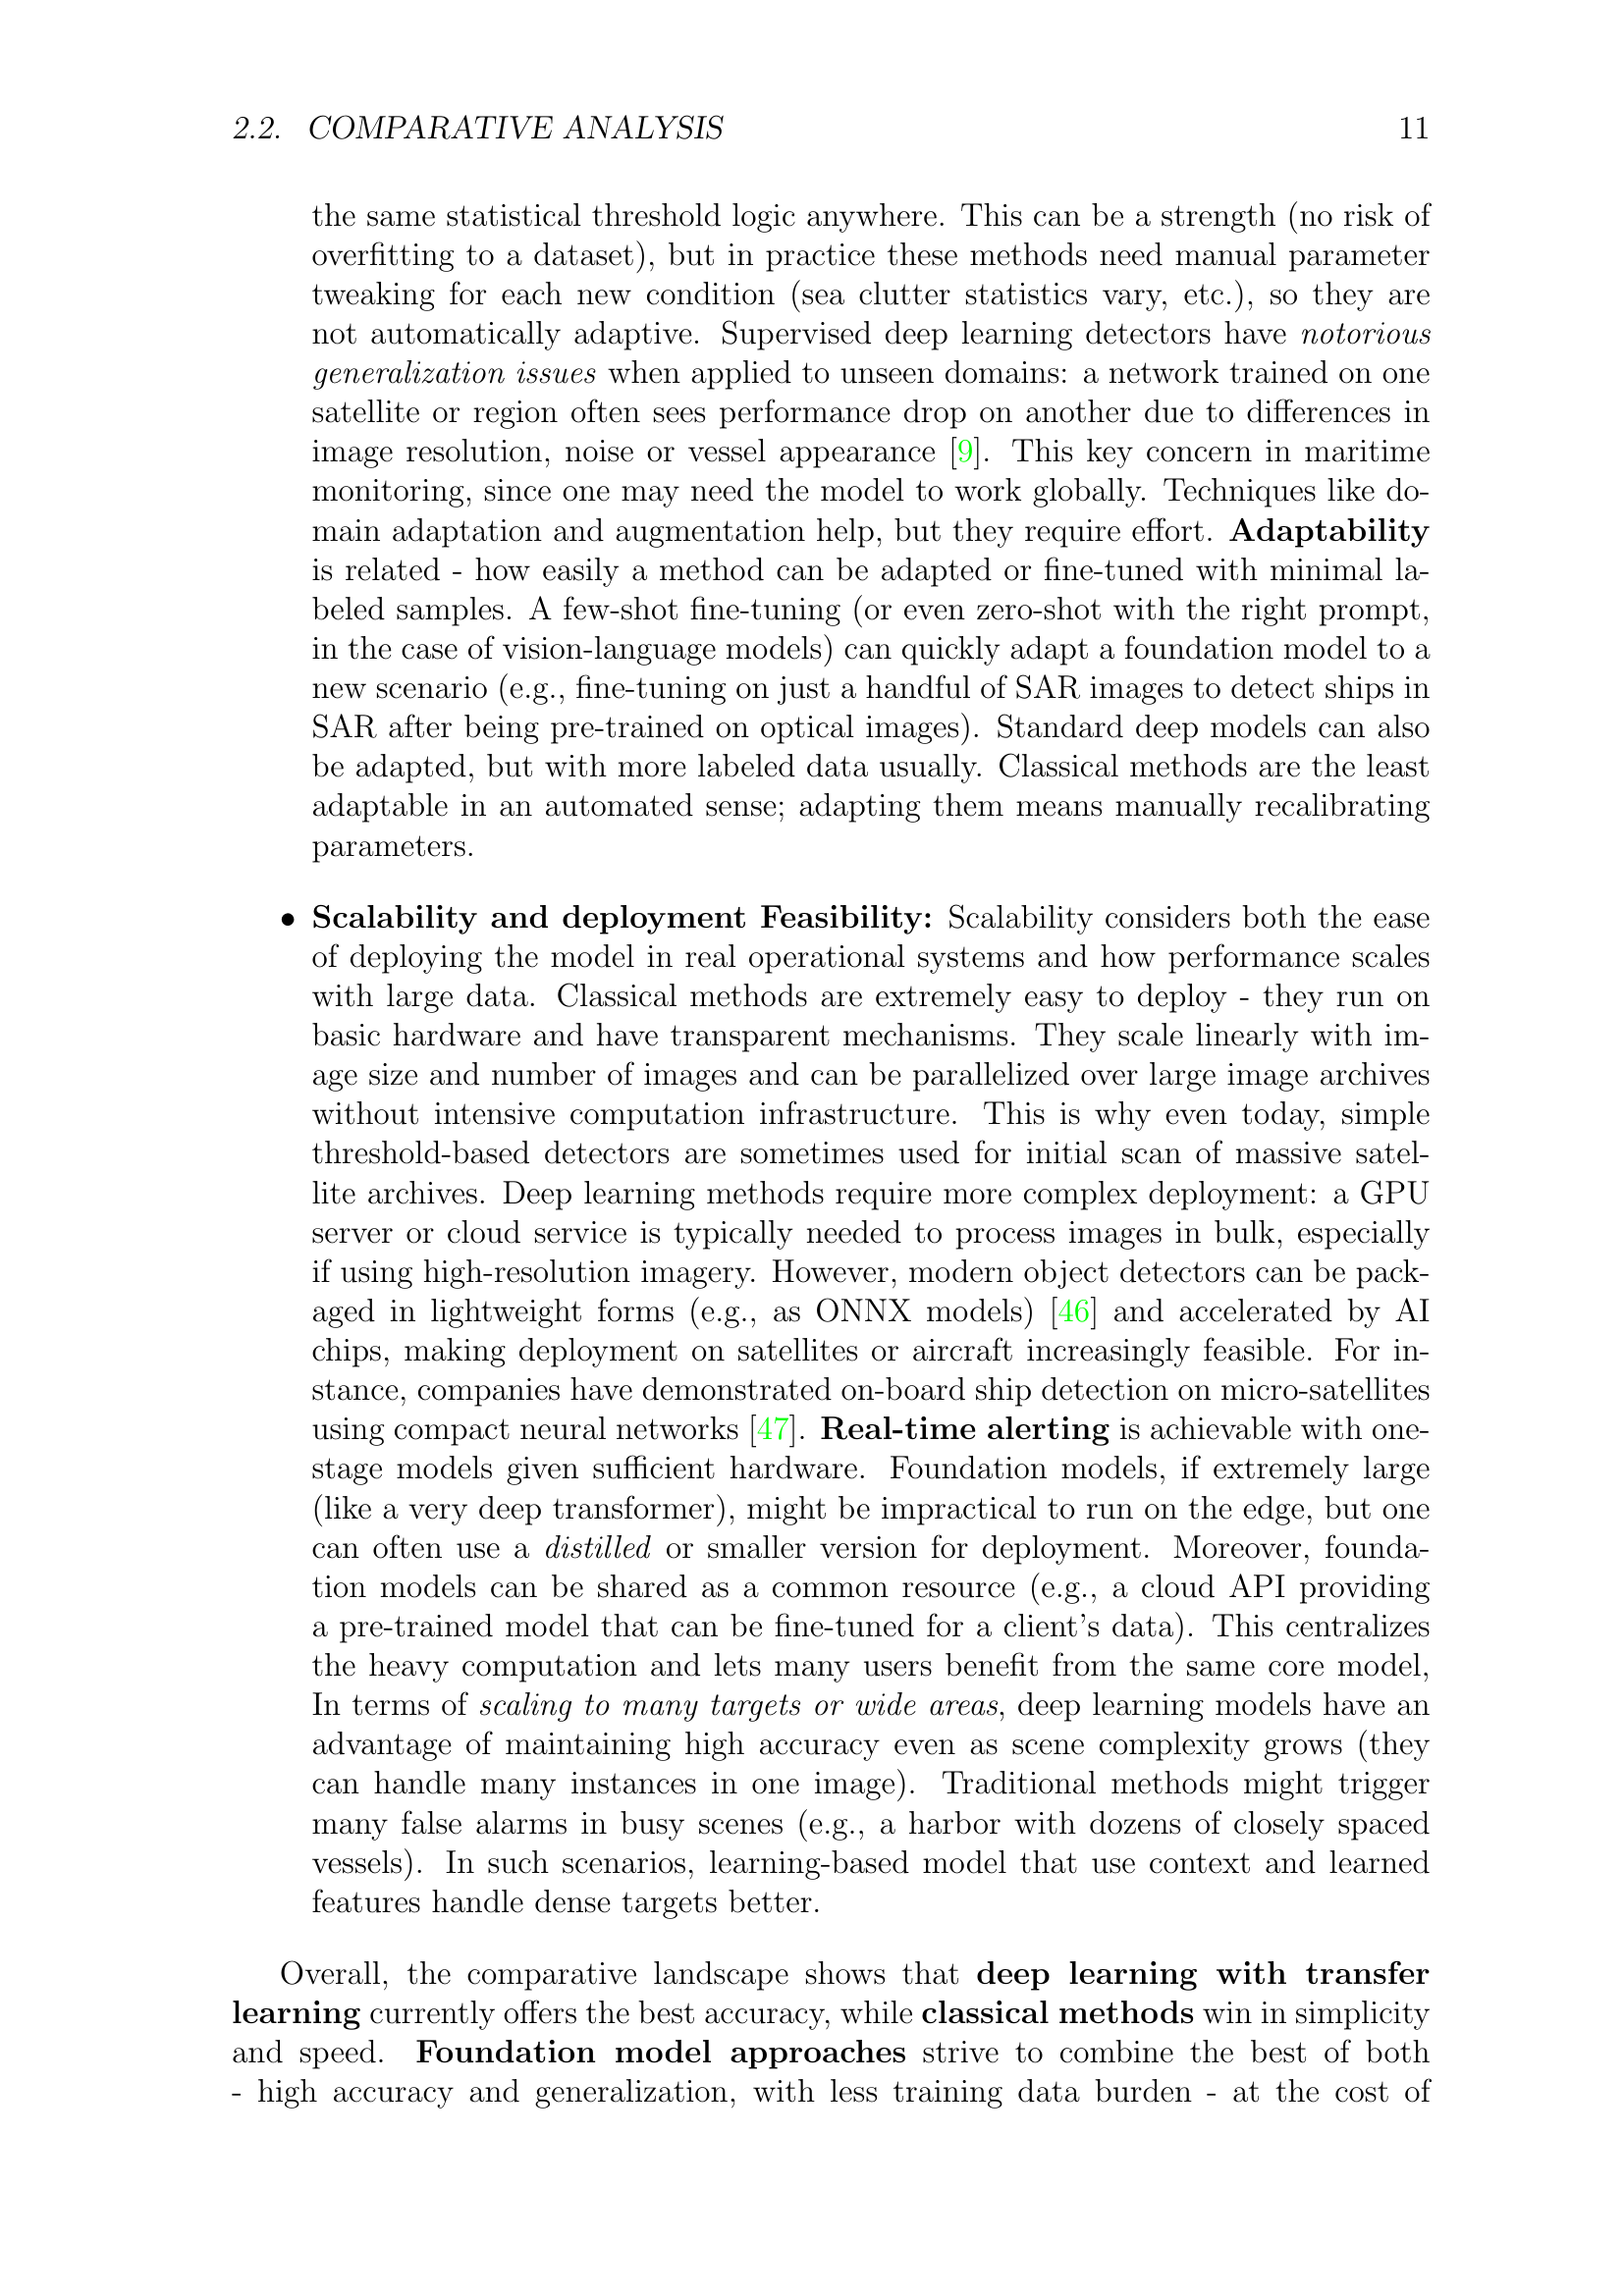 2.2. COMPARATIVE ANALYSIS 11
the same statistical threshold logic anywhere. This can be a strength (no risk of
overfitting to a dataset), but in practice these methods need manual parameter
tweaking for each new condition (sea clutter statistics vary, etc.), so they are
not automatically adaptive. Supervised deep learning detectors have notorious
generalization issues when applied to unseen domains: a network trained on one
satellite or region often sees performance drop on another due to differences in
image resolution, noise or vessel appearance [9]. This key concern in maritime
monitoring, since one may need the model to work globally. Techniques like do-
main adaptation and augmentation help, but they require effort. Adaptability
is related - how easily a method can be adapted or fine-tuned with minimal la-
beled samples. A few-shot fine-tuning (or even zero-shot with the right prompt,
in the case of vision-language models) can quickly adapt a foundation model to a
new scenario (e.g., fine-tuning on just a handful of SAR images to detect ships in
SAR after being pre-trained on optical images). Standard deep models can also
be adapted, but with more labeled data usually. Classical methods are the least
adaptable in an automated sense; adapting them means manually recalibrating
parameters.
• Scalability and deployment Feasibility: Scalability considers both the ease
of deploying the model in real operational systems and how performance scales
with large data. Classical methods are extremely easy to deploy - they run on
basic hardware and have transparent mechanisms. They scale linearly with im-
age size and number of images and can be parallelized over large image archives
without intensive computation infrastructure. This is why even today, simple
threshold-based detectors are sometimes used for initial scan of massive satel-
lite archives. Deep learning methods require more complex deployment: a GPU
server or cloud service is typically needed to process images in bulk, especially
if using high-resolution imagery. However, modern object detectors can be pack-
aged in lightweight forms (e.g., as ONNX models) [46] and accelerated by AI
chips, making deployment on satellites or aircraft increasingly feasible. For in-
stance, companies have demonstrated on-board ship detection on micro-satellites
using compact neural networks [47]. Real-time alerting is achievable with one-
stage models given sufficient hardware. Foundation models, if extremely large
(like a very deep transformer), might be impractical to run on the edge, but one
can often use a distilled or smaller version for deployment. Moreover, founda-
tion models can be shared as a common resource (e.g., a cloud API providing
a pre-trained model that can be fine-tuned for a client’s data). This centralizes
the heavy computation and lets many users benefit from the same core model,
In terms of scaling to many targets or wide areas, deep learning models have an
advantage of maintaining high accuracy even as scene complexity grows (they
can handle many instances in one image). Traditional methods might trigger
many false alarms in busy scenes (e.g., a harbor with dozens of closely spaced
vessels). In such scenarios, learning-based model that use context and learned
features handle dense targets better.
Overall, the comparative landscape shows that deep learning with transfer
learning currently offers the best accuracy, while classical methods win in simplicity
and speed. Foundation model approaches strive to combine the best of both
- high accuracy and generalization, with less training data burden - at the cost of